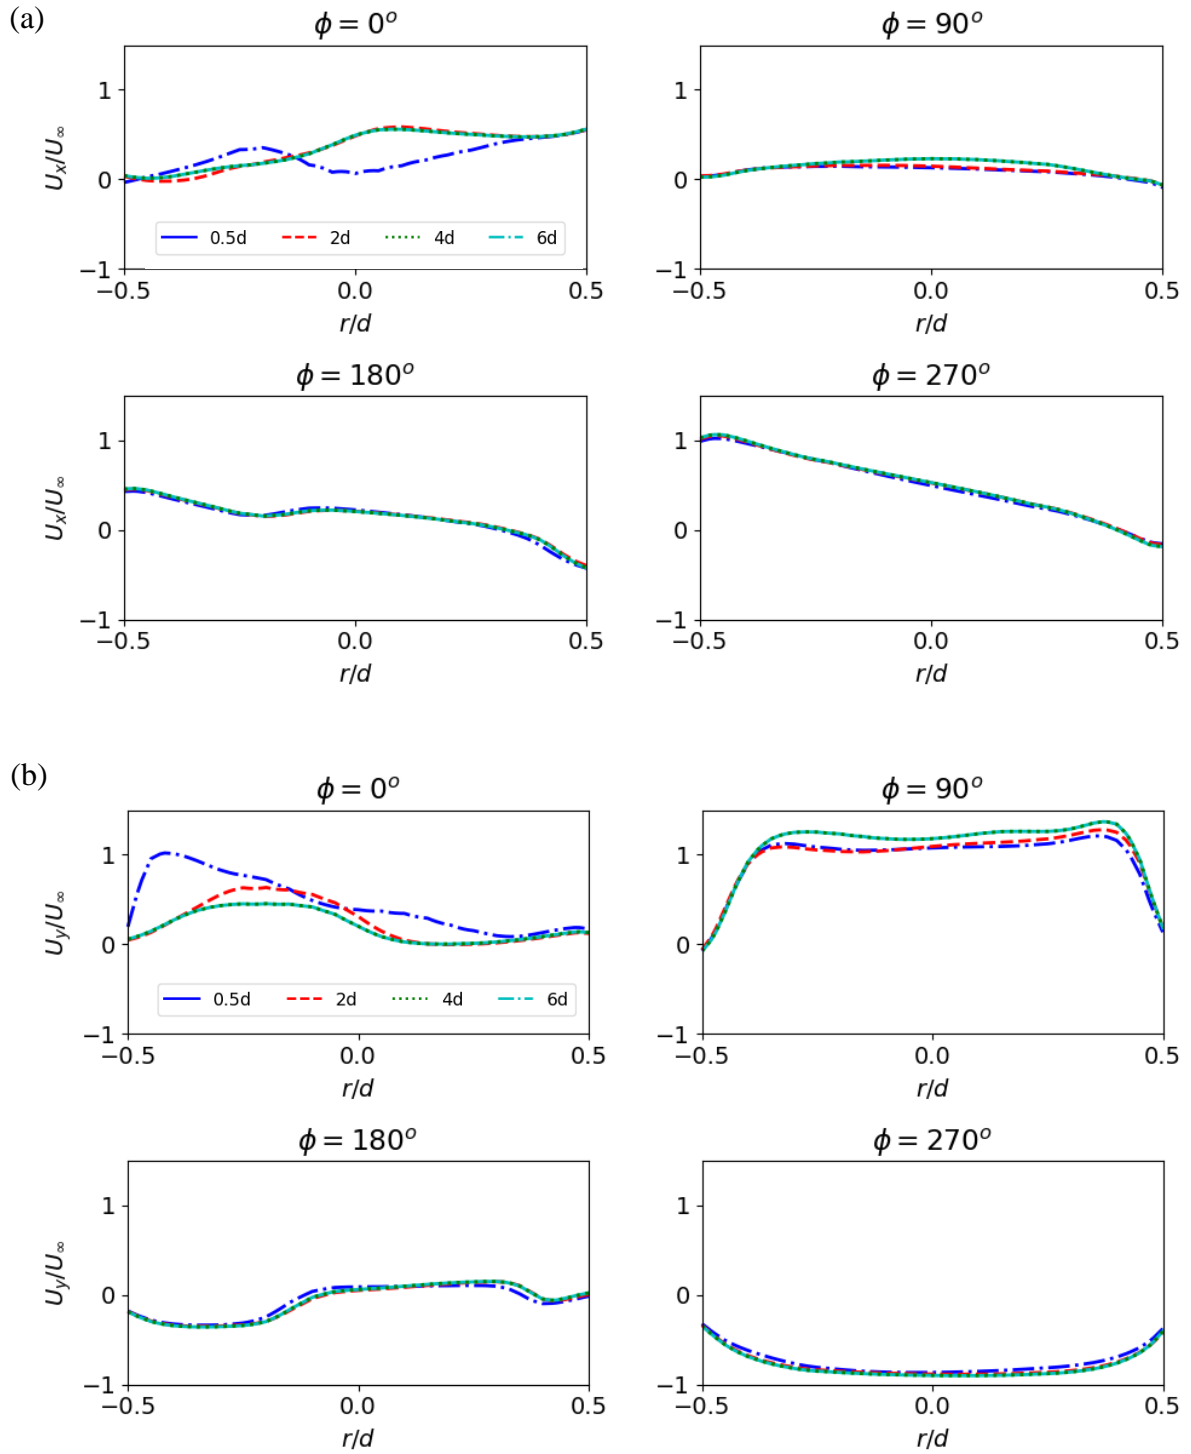 (a)
ϕ = 0°
ϕ = 90°
1
0
−1
U_x/U_∞
0.5d 2d 4d 6d
−0.5 0.0 0.5
r/d
−0.5 0.0 0.5
r/d
1
0
−1
ϕ = 180°
ϕ = 270°
1
0
−1
U_x/U_∞
−0.5 0.0 0.5
r/d
1
0
−1
−0.5 0.0 0.5
r/d
(b)
ϕ = 0°
ϕ = 90°
1
0
−1
U_y/U_∞
0.5d 2d 4d 6d
−0.5 0.0 0.5
r/d
1
0
−1
−0.5 0.0 0.5
r/d
ϕ = 180°
ϕ = 270°
1
0
−1
U_y/U_∞
−0.5 0.0 0.5
r/d
1
0
−1
−0.5 0.0 0.5
r/d